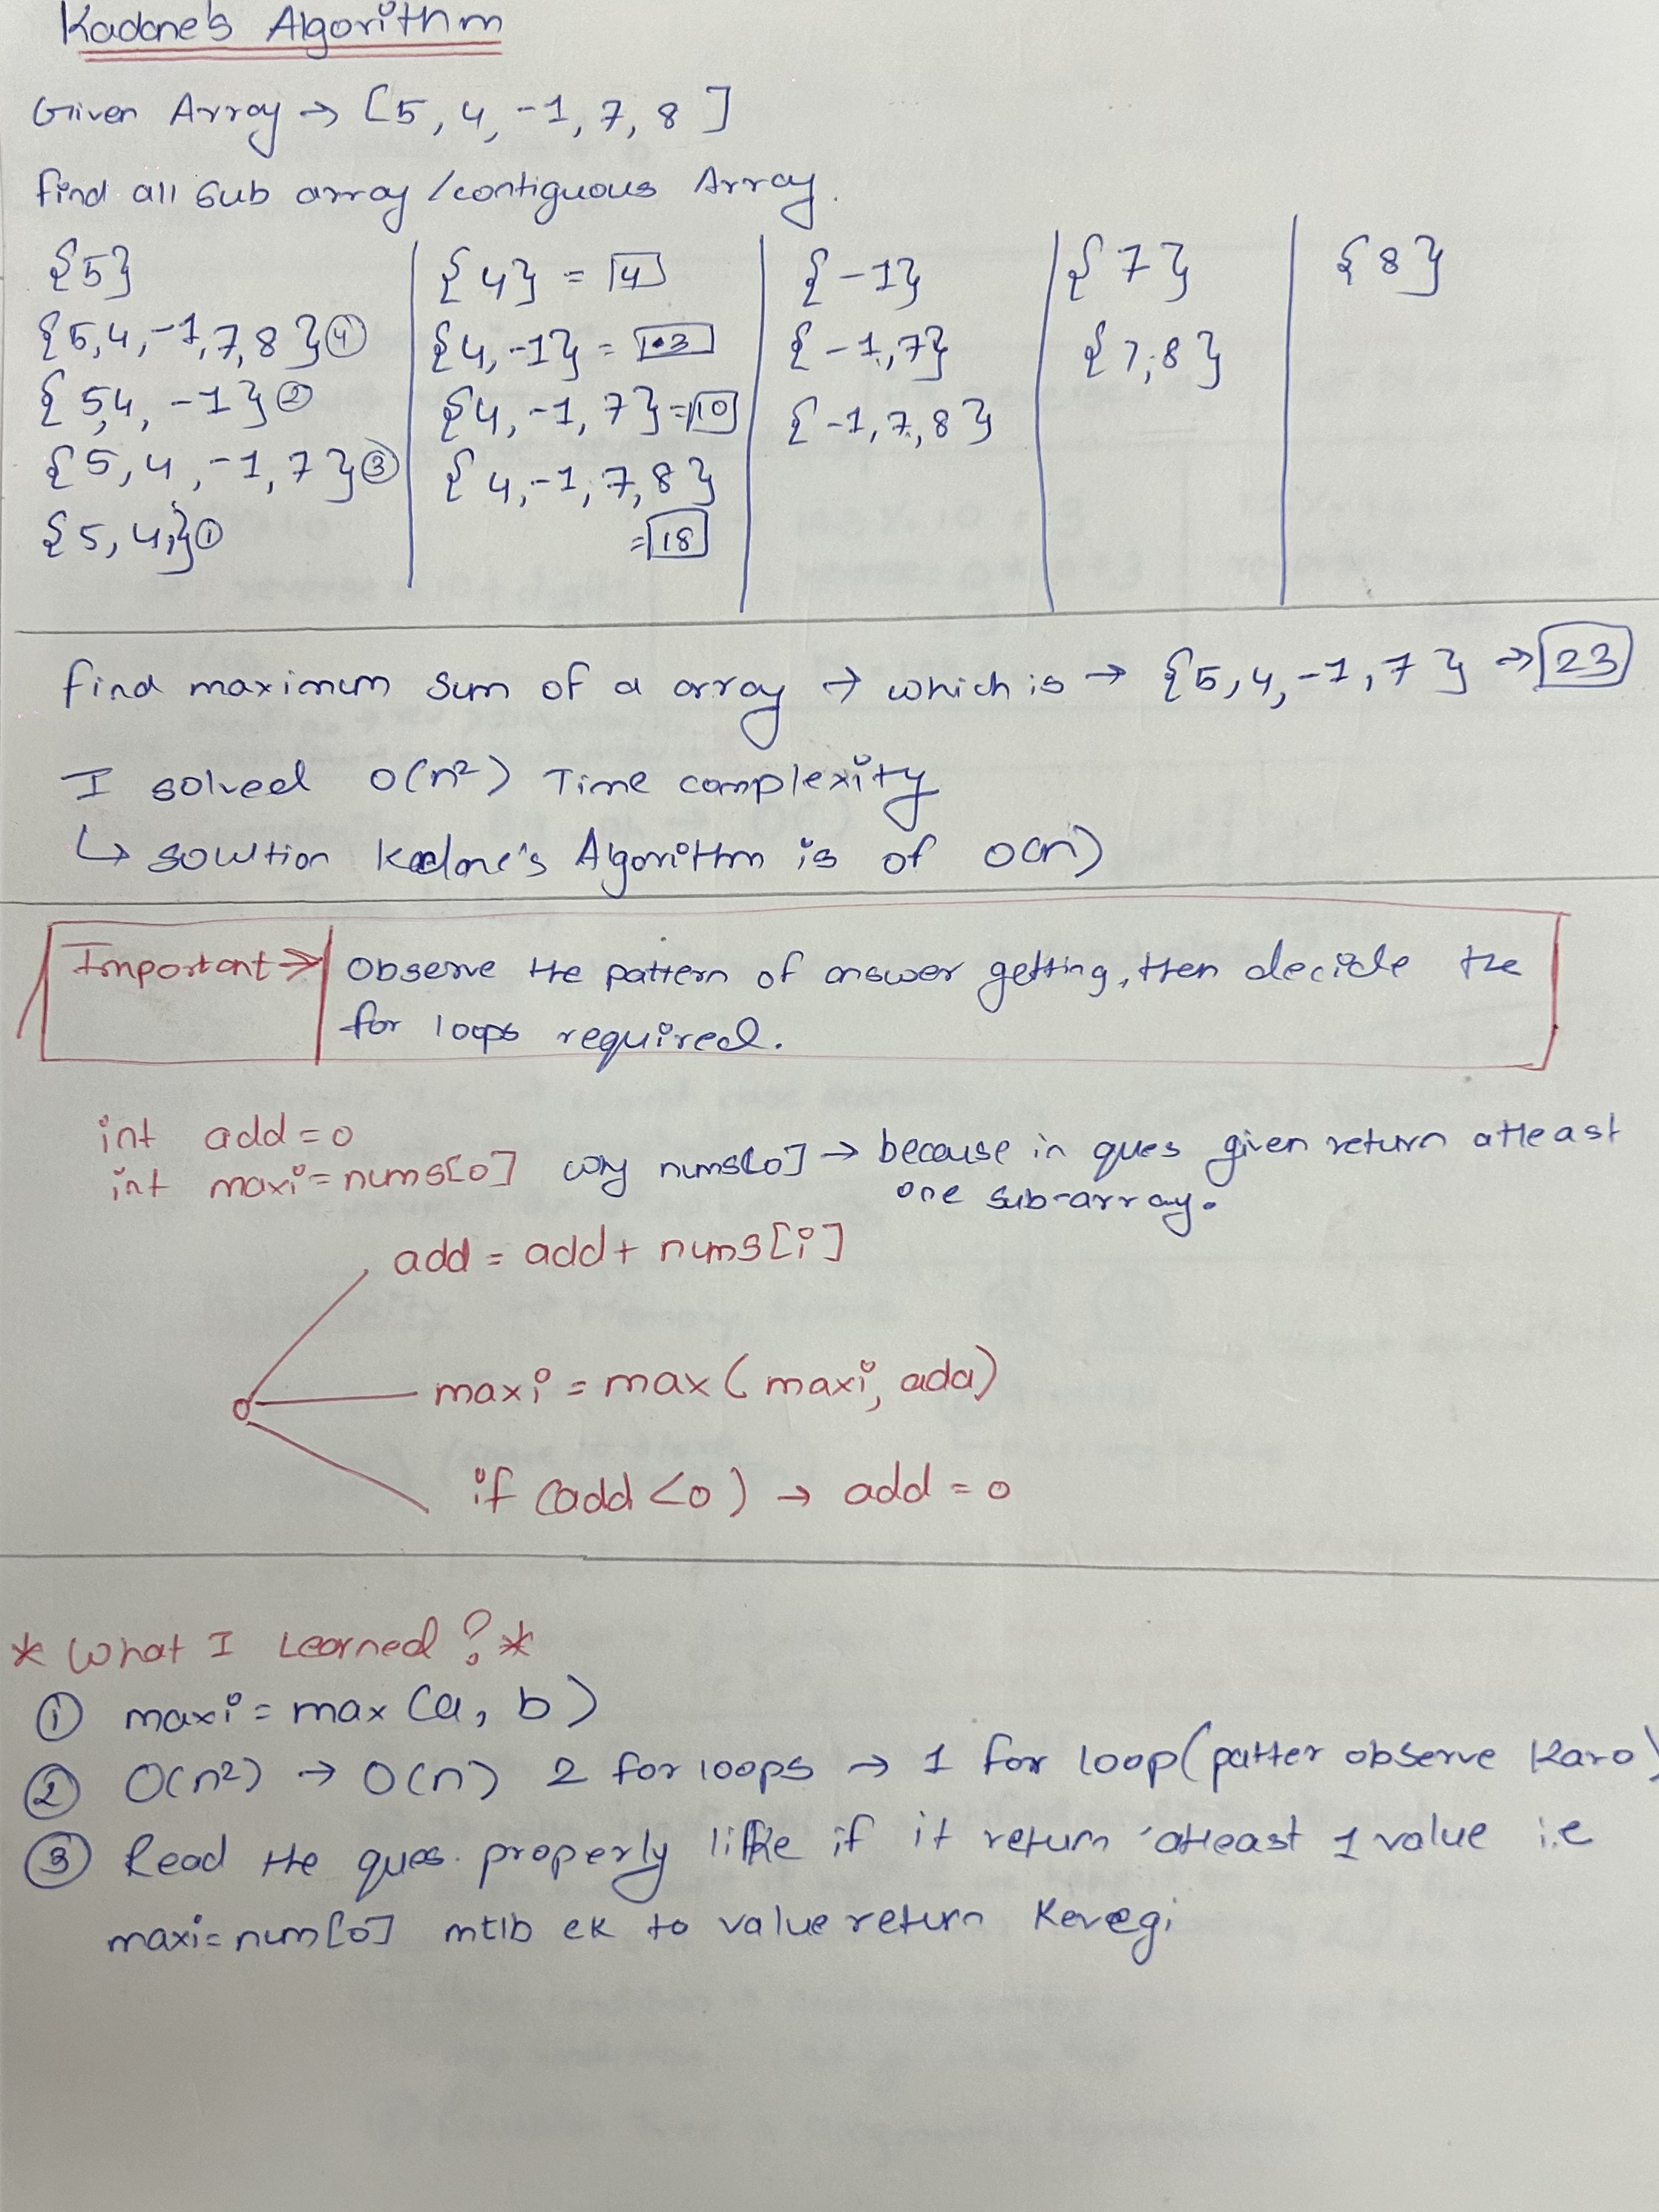 Kadane's Algorithm
Given Array → [5, 4, -1, 7, 8]
find all Sub array /contiguous Array.
{5}
{5,4,-1,7,8} ④
{5,4, -1} ②
{5,4,-1,7} ③
{5,4,} ①
{4} = 4
{4,-1} = 3
{4,-1,7} = 10
{4,-1,7,8}
= 18
{-1}
{-1,7}
{-1,7,8}
{7}
{7,8}
{8}
find maximum sum of a array → which is → {5,4,-1,7} → 23
I solved O(n²) Time complexity
↳ solution Kadane's Algorithm is of O(n)
Important → Observe the pattern of answer getting, then decide the
for loops required.
int add = 0
int maxi = nums[0] why nums[0] → because in ques given return atleast
one sub-array.
add = add + nums[i]
maxi = max( maxi, add)
if (add < 0) → add = 0
* What I Learned? *
① maxi = max (a, b)
② O(n²) → O(n) 2 for loops → 1 for loop (patter observe Karo)
③ Read the ques. properly like if it return atleast 1 value i.e
maxi = num[0] mtlb ek to value return Kevegi